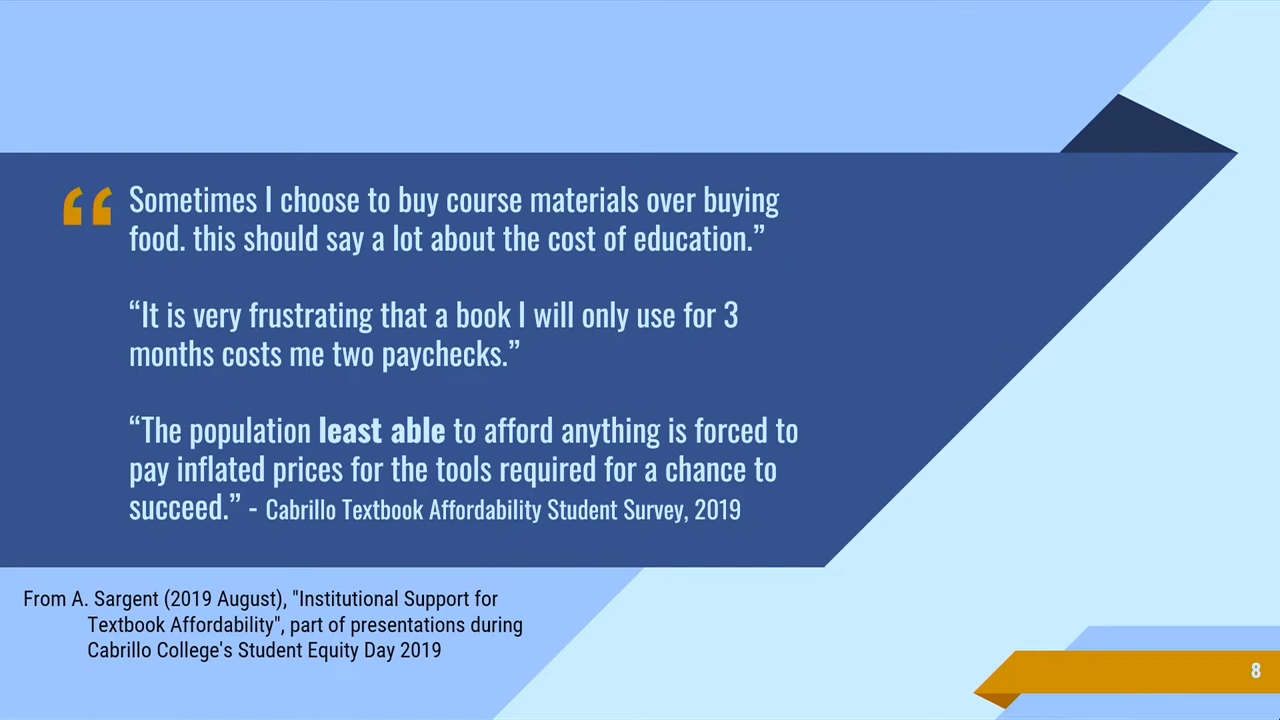 “Sometimes I choose to buy course materials over buying
food. this should say a lot about the cost of education.”
“It is very frustrating that a book I will only use for 3
months costs me two paychecks.”
“The population least able to afford anything is forced to
pay inflated prices for the tools required for a chance to
succeed.” - Cabrillo Textbook Affordability Student Survey, 2019
From A. Sargent (2019 August), "Institutional Support for
Textbook Affordability", part of presentations during
Cabrillo College's Student Equity Day 2019
8